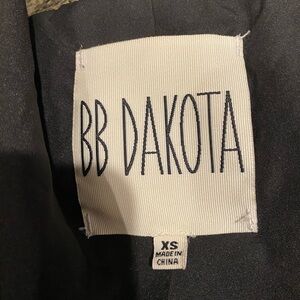 BB DAKOTA
XS
MADE IN
CHINA